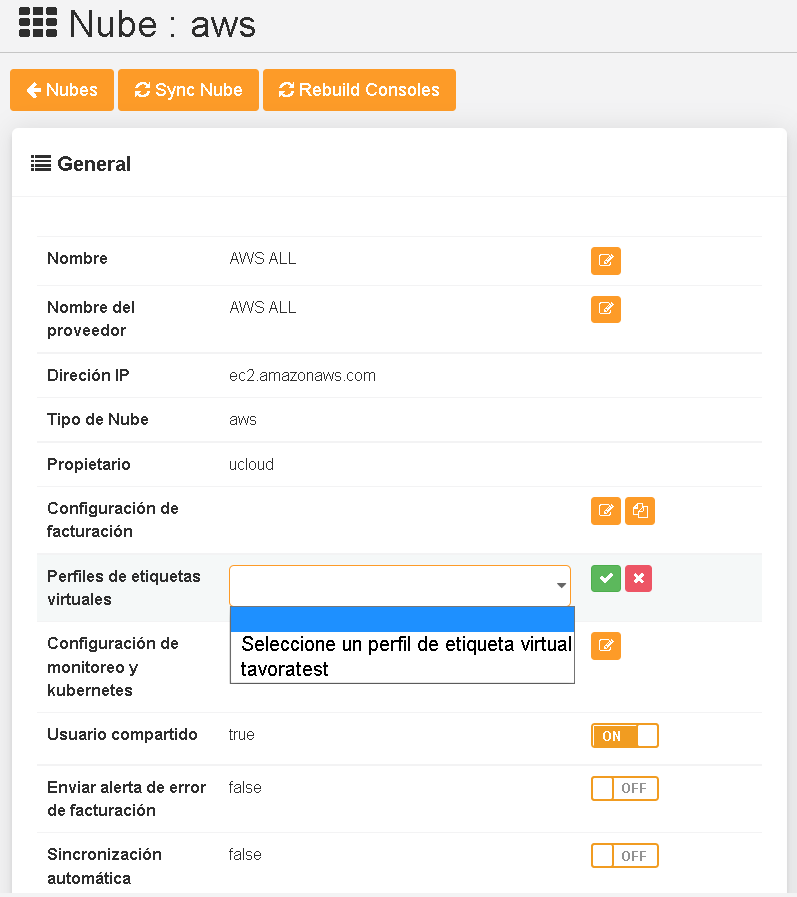 Nube : aws
Nubes
Sync Nube
Rebuild Consoles
General
Nombre
AWS ALL
Nombre del
proveedor
AWS ALL
Direción IP
ec2.amazonaws.com
Tipo de Nube
aws
Propietario
ucloud
Configuración de
facturación
Perfiles de etiquetas
virtuales
Seleccione un perfil de etiqueta virtual
tavoratest
Configuración de
monitoreo y
kubernetes
Usuario compartido
true
ON
Enviar alerta de error
de facturación
false
OFF
Sincronización
automática
false
OFF